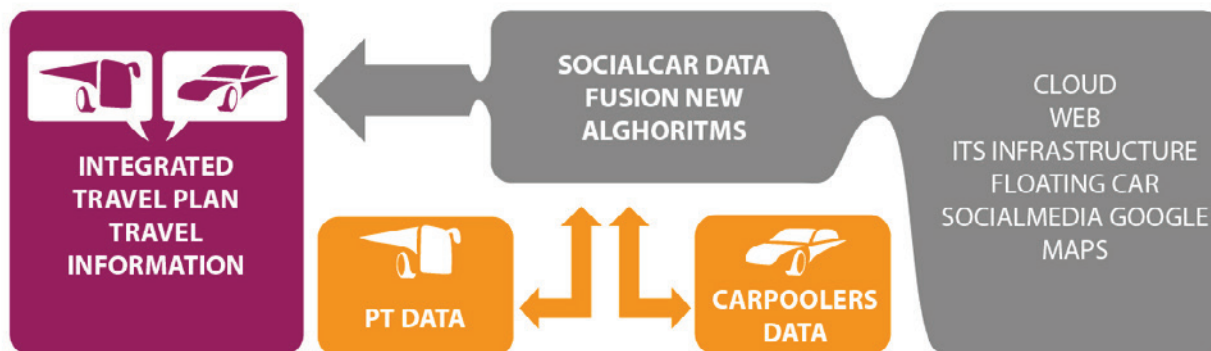 INTEGRATED
TRAVEL PLAN
TRAVEL
INFORMATION
SOCIALCAR DATA
FUSION NEW
ALGHORITMS
PT DATA
CARPOOLERS
DATA
CLOUD
WEB
ITS INFRASTRUCTURE
FLOATING CAR
SOCIALMEDIA GOOGLE
MAPS